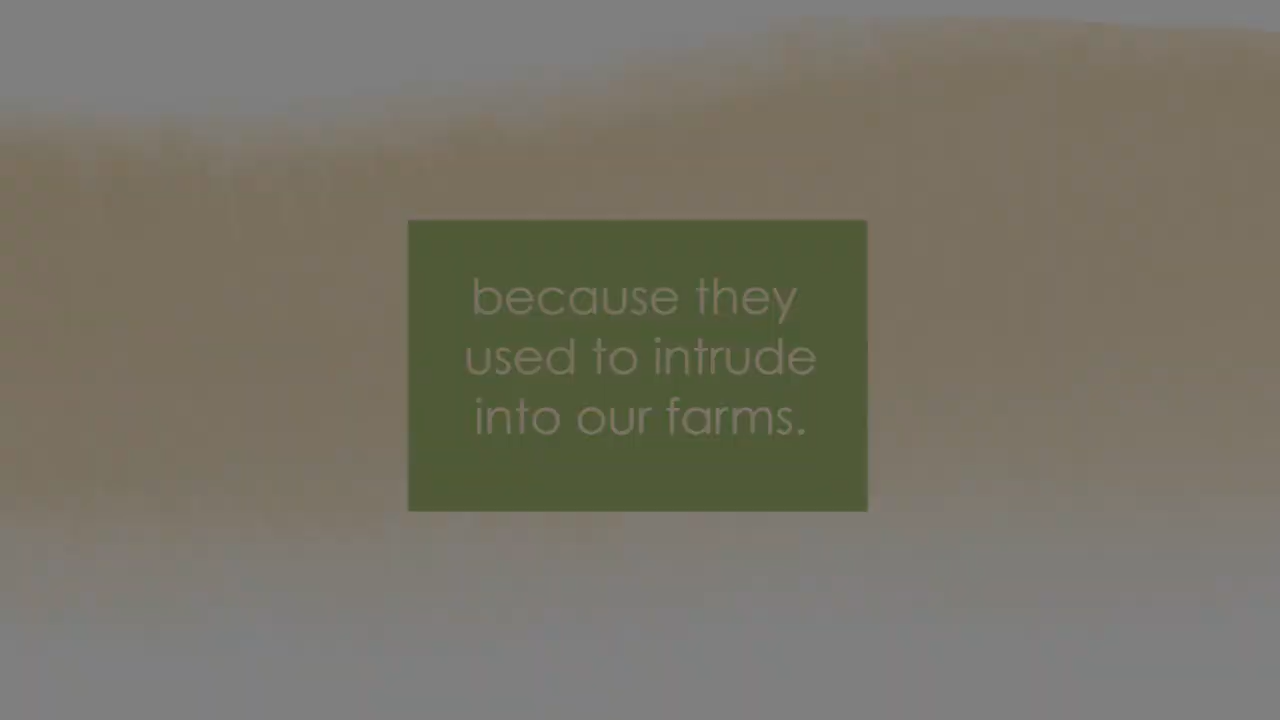 because they
used to intrude
into our farms.